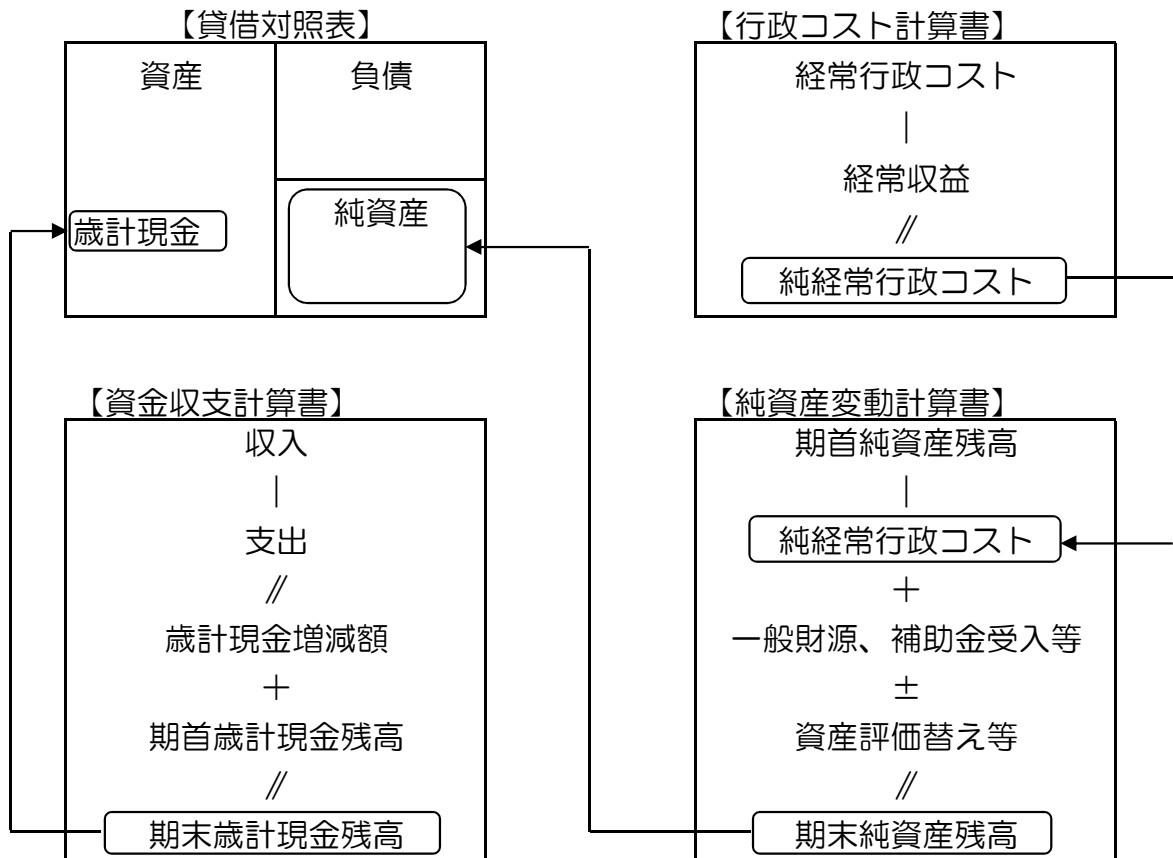 【貸借対照表】
資産
負債
歳計現金
純資産
【行政コスト計算書】
経常行政コスト
｜
経常収益
〃
純経常行政コスト
【資金収支計算書】
収入
｜
支出
〃
歳計現金増減額
＋
期首歳計現金残高
〃
期末歳計現金残高
【純資産変動計算書】
期首純資産残高
｜
純経常行政コスト
＋
一般財源、補助金受入等
±
資産評価替え等
〃
期末純資産残高